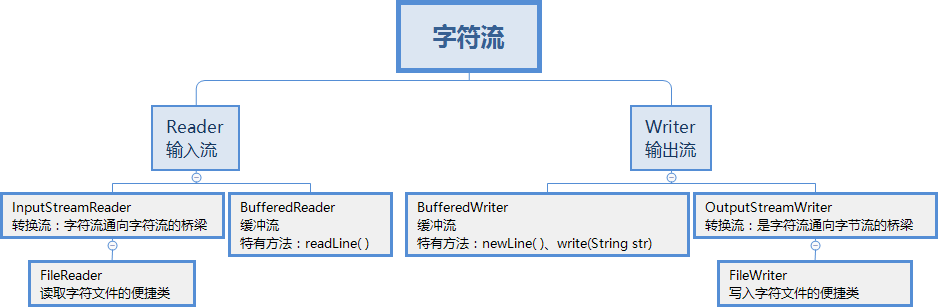 字符流
Reader
输入流
Writer
输出流
InputStreamReader
转换流：字符流通向字符流的桥梁
BufferedReader
缓冲流
特有方法：readLine( )
BufferedWriter
缓冲流
特有方法：newLine( )、write(String str)
OutputStreamWriter
转换流：是字符流通向字节流的桥梁
FileReader
读取字符文件的便捷类
FileWriter
写入字符文件的便捷类